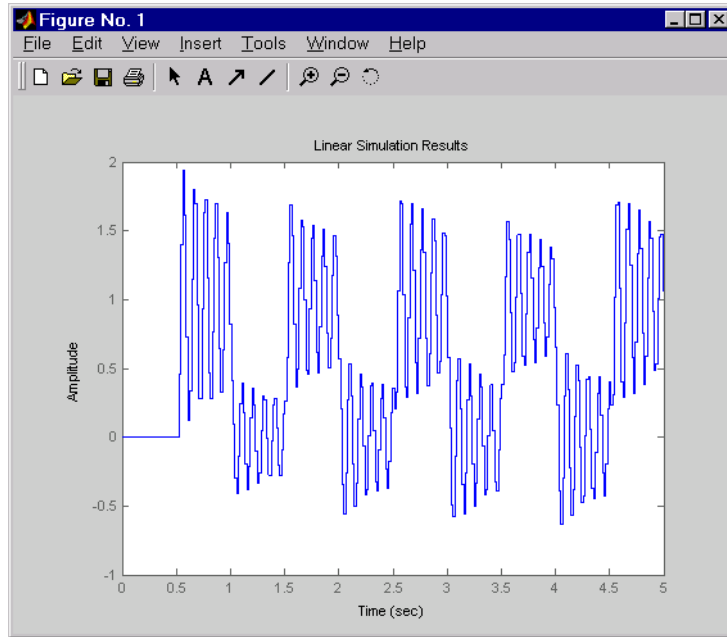 Figure No. 1
File Edit View Insert Tools Window Help
A
Linear Simulation Results
2
1.5
1
0.5
0
-0.5
-1
Amplitude
0 0.5 1 1.5 2 2.5 3 3.5 4 4.5 5
Time (sec)